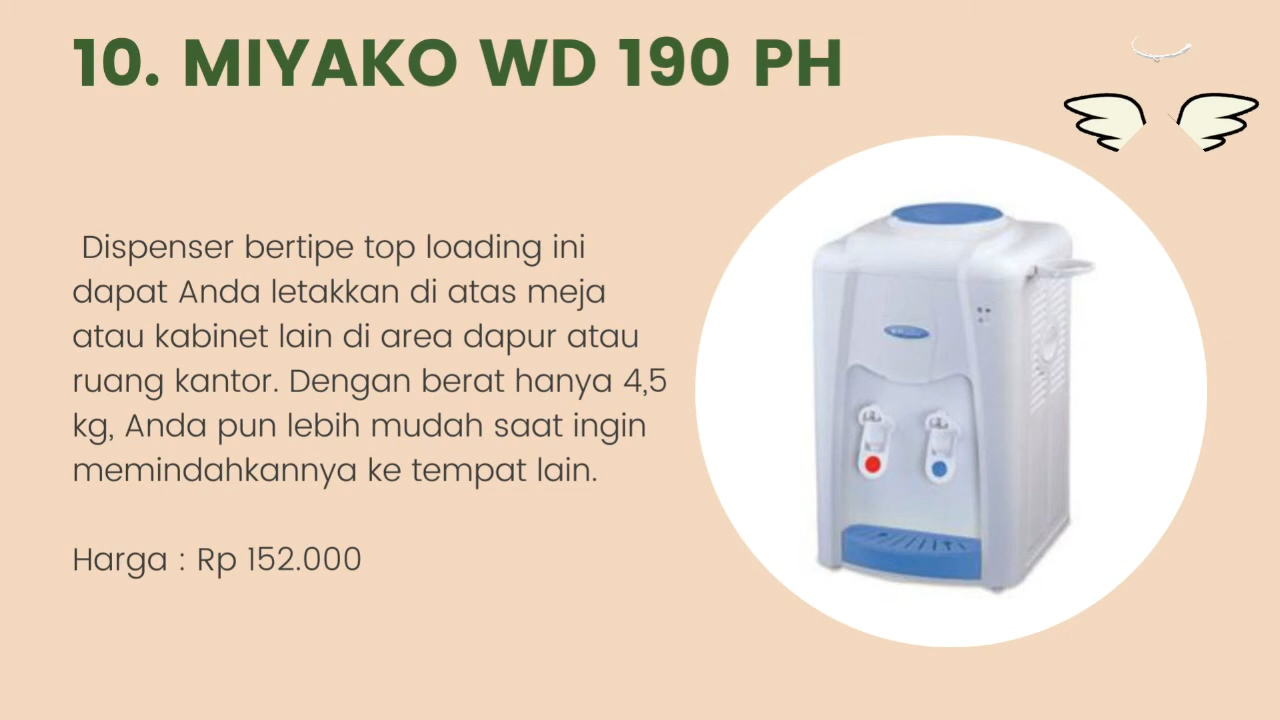 10. MIYAKO WD 190 PH
Dispenser bertipe top loading ini
dapat Anda letakkan di atas meja
atau kabinet lain di area dapur atau
ruang kantor. Dengan berat hanya 4,5
kg, Anda pun lebih mudah saat ingin
memindahkannya ke tempat lain.
Harga : Rp 152.000